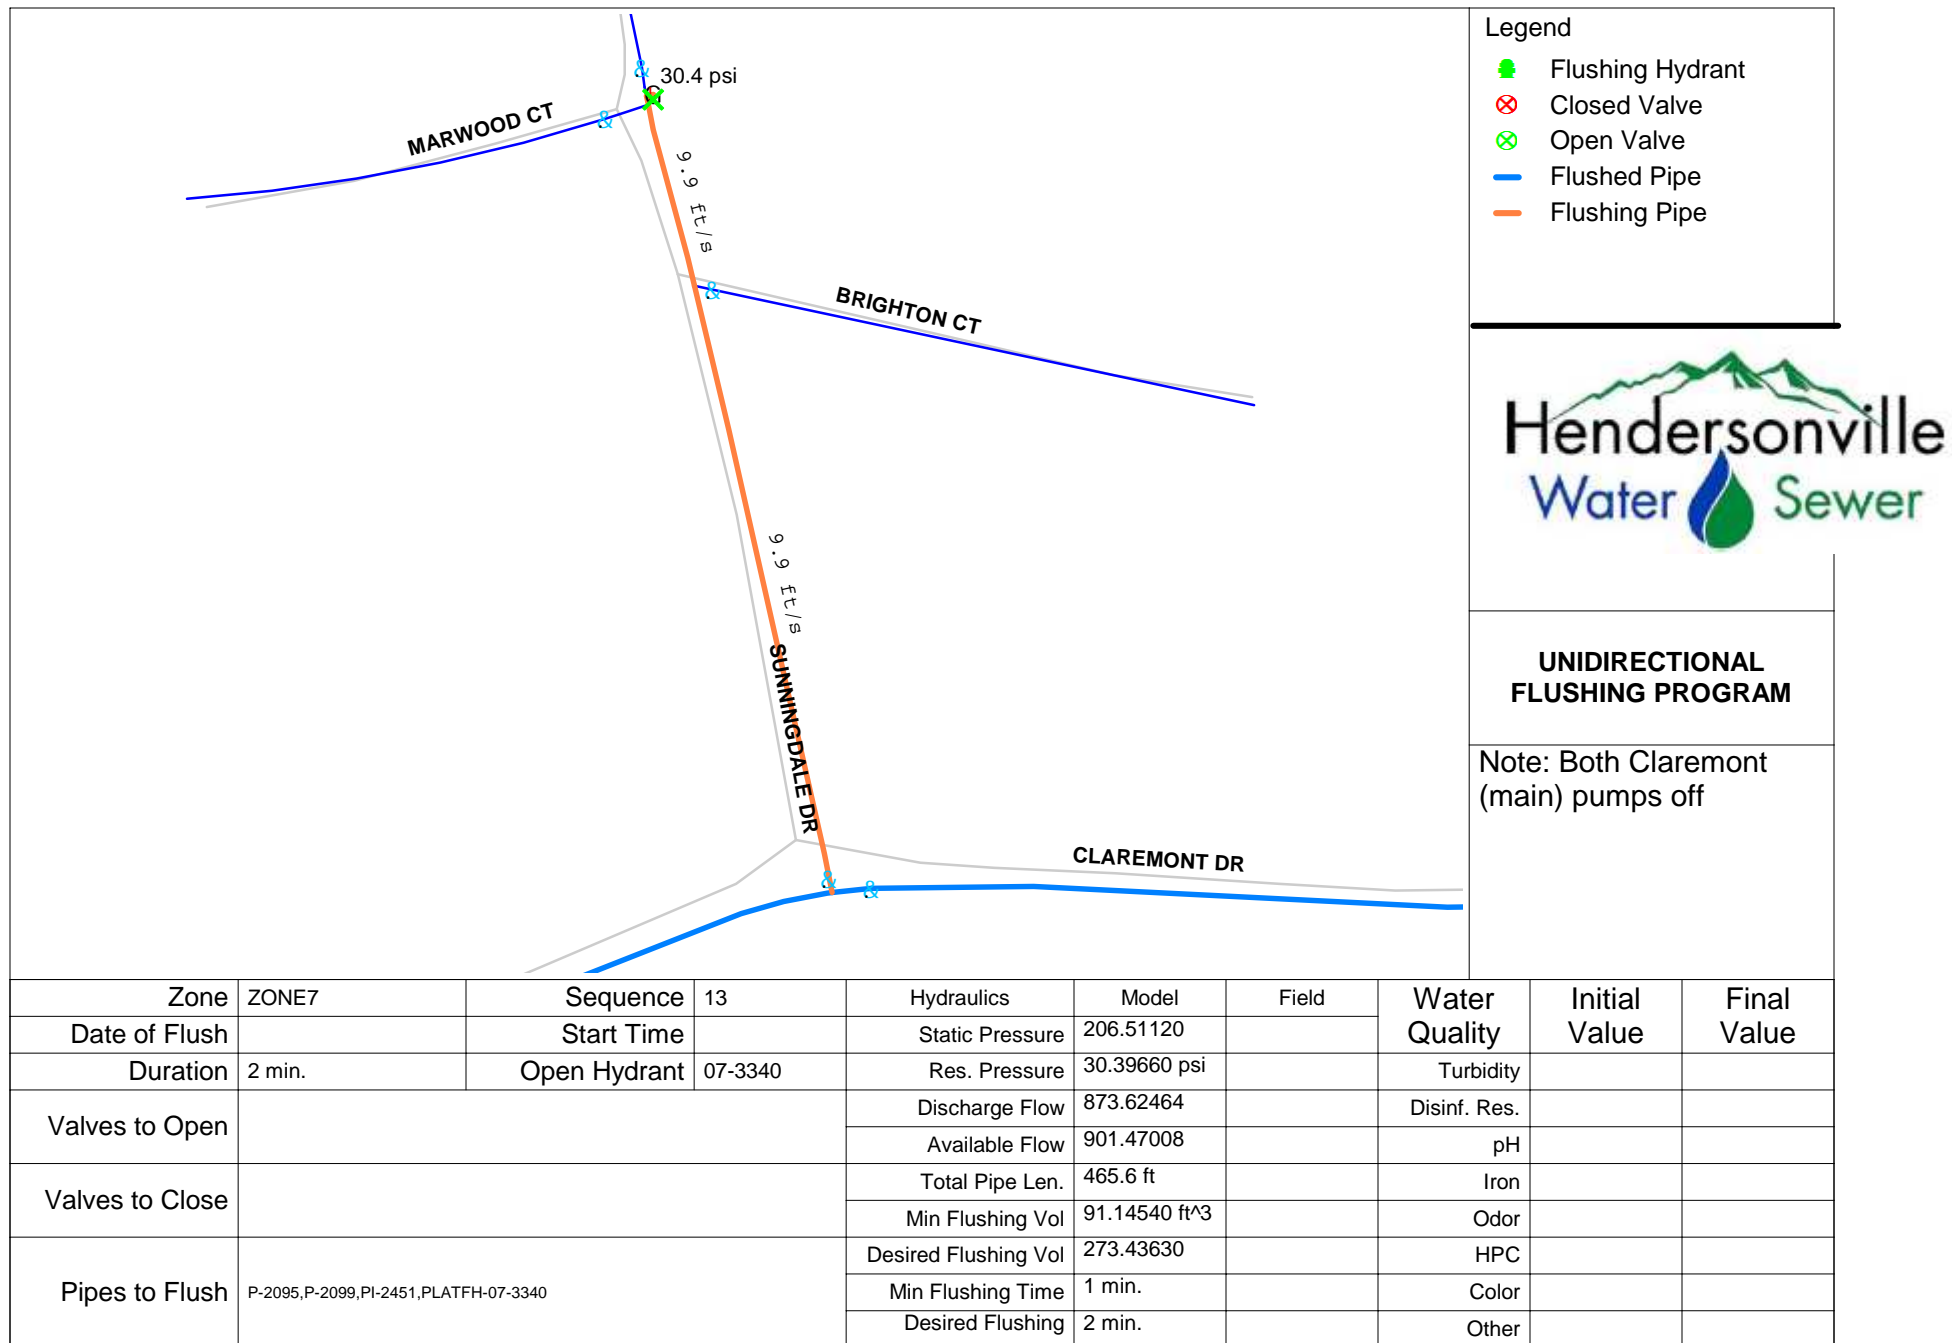 30.4 psi
MARWOOD CT
9.9 ft/s
BRIGHTON CT
9.9 ft/s
SUNNINGDALE DR
CLAREMONT DR
&
&
&
&
&
Legend
Flushing Hydrant
Closed Valve
Open Valve
Flushed Pipe
Flushing Pipe
Hendersonville
Water Sewer
UNIDIRECTIONAL
FLUSHING PROGRAM
Note: Both Claremont
(main) pumps off
Zone ZONE7 Sequence 13
Date of Flush Start Time
Duration 2 min. Open Hydrant 07-3340
Valves to Open
Valves to Close
Pipes to Flush P-2095,P-2099,PI-2451,PLATFH-07-3340
Hydraulics Model Field
Static Pressure 206.51120
Res. Pressure 30.39660 psi
Discharge Flow 873.62464
Available Flow 901.47008
Total Pipe Len. 465.6 ft
Min Flushing Vol 91.14540 ft^3
Desired Flushing Vol 273.43630
Min Flushing Time 1 min.
Desired Flushing 2 min.
Water Quality Initial Value Final Value
Turbidity
Disinf. Res.
pH
Iron
Odor
HPC
Color
Other